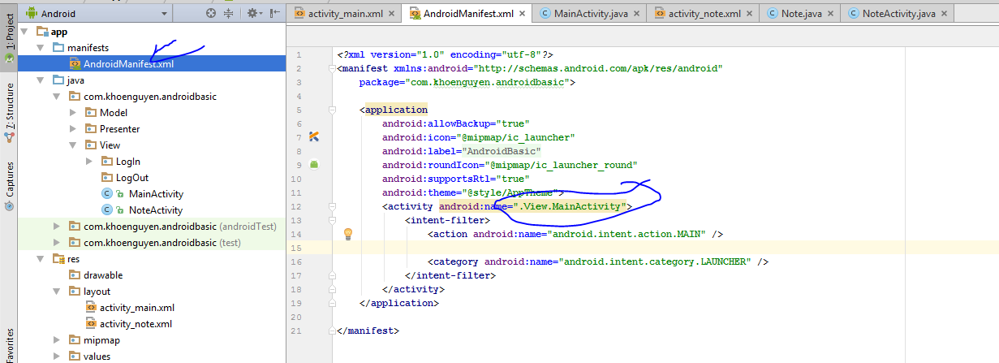 Android
activity_main.xml
AndroidManifest.xml
MainActivity.java
activity_note.xml
Note.java
NoteActivity.java
1: Project
7: Structure
Captures
Favorites
app
manifests
AndroidManifest.xml
java
com.khoenguyen.androidbasic
Model
Presenter
View
LogIn
LogOut
MainActivity
NoteActivity
com.khoenguyen.androidbasic (androidTest)
com.khoenguyen.androidbasic (test)
res
drawable
layout
activity_main.xml
activity_note.xml
mipmap
values
1 <?xml version="1.0" encoding="utf-8"?>
2 <manifest xmlns:android="http://schemas.android.com/apk/res/android"
3 package="com.khoenguyen.androidbasic">
4
5 <application
6 android:allowBackup="true"
7 android:icon="@mipmap/ic_launcher"
8 android:label="AndroidBasic"
9 android:roundIcon="@mipmap/ic_launcher_round"
10 android:supportsRtl="true"
11 android:theme="@style/AppTheme">
12 <activity android:name=".View.MainActivity">
13 <intent-filter>
14 <action android:name="android.intent.action.MAIN" />
15
16 <category android:name="android.intent.category.LAUNCHER" />
17 </intent-filter>
18 </activity>
19 </application>
20
21 </manifest>